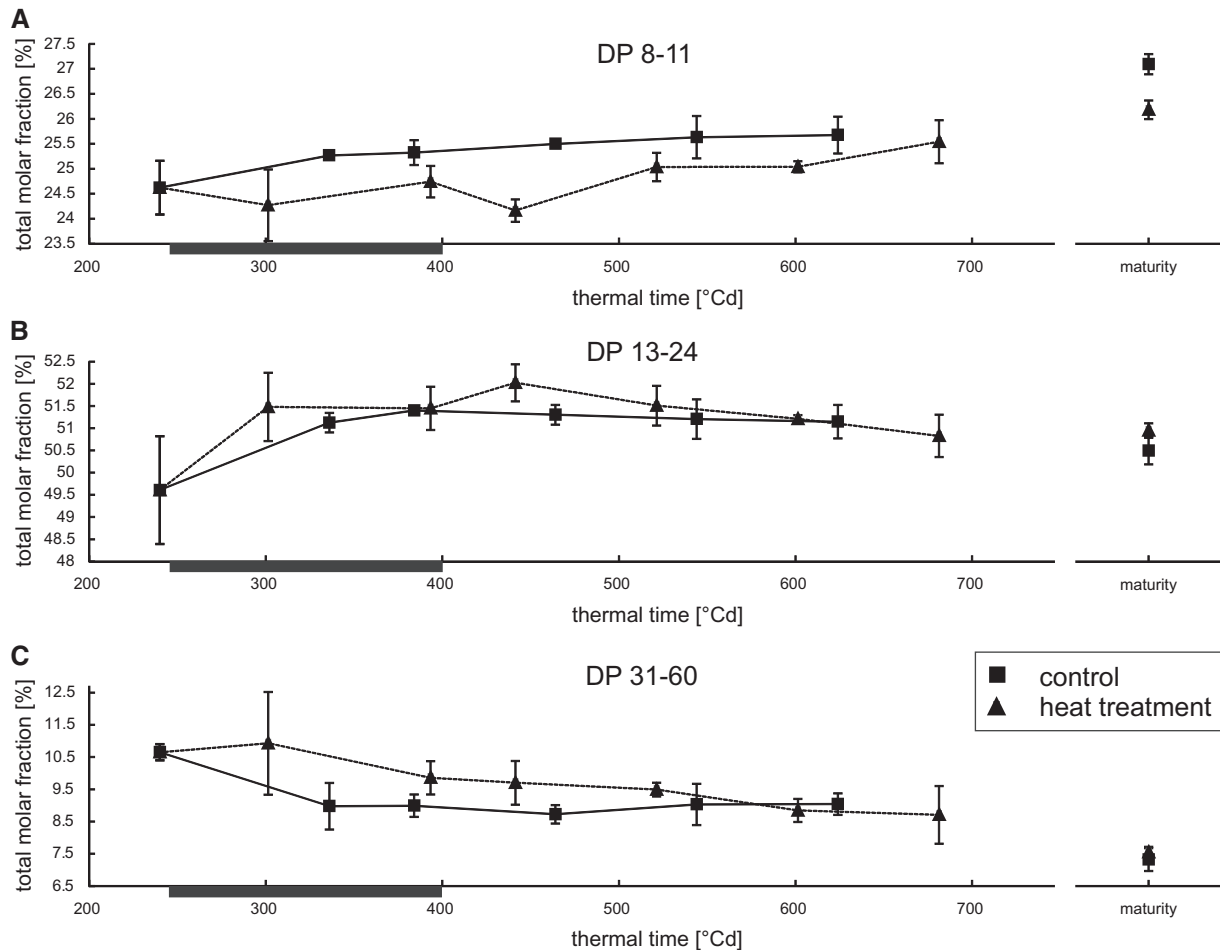 A
total molar fraction [%]
27.5
27
26.5
26
25.5
25
24.5
24
23.5
DP 8-11
200 300 400 500 600 700 maturity
thermal time [°Cd]
B
total molar fraction [%]
52.5
52
51.5
51
50.5
50
49.5
49
48.5
48
DP 13-24
200 300 400 500 600 700 maturity
thermal time [°Cd]
C
total molar fraction [%]
12.5
11.5
10.5
9.5
8.5
7.5
6.5
DP 31-60
control
heat treatment
200 300 400 500 600 700 maturity
thermal time [°Cd]